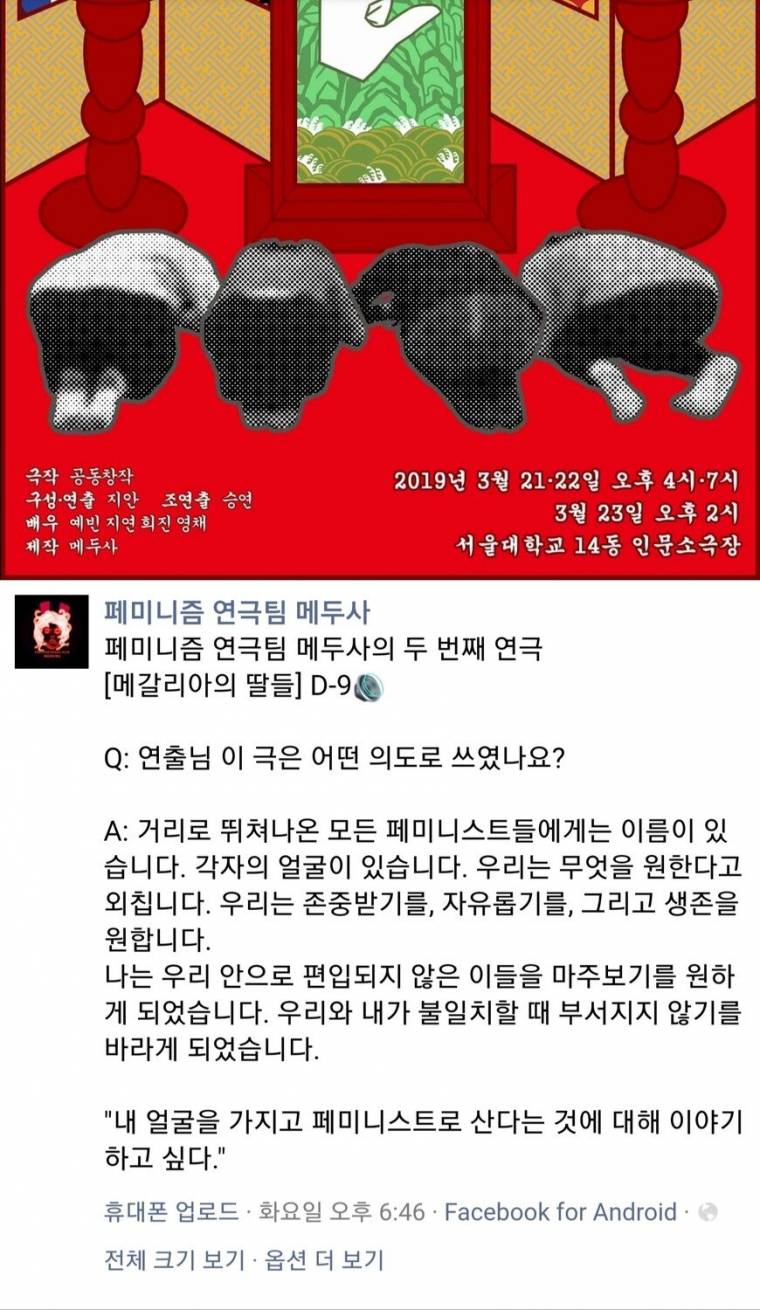 극작 공동창작
구성·연출 지안 조연출 승연
배우 예빈 지연 희진 영채
제작 메두사
2019년 3월 21·22일 오후 4시·7시
3월 23일 오후 2시
서울대학교 14동 인문소극장
페미니즘 연극팀 메두사
페미니즘 연극팀 메두사의 두 번째 연극
[메갈리아의 딸들] D-9
Q: 연출님 이 극은 어떤 의도로 쓰였나요?
A: 거리로 뛰쳐나온 모든 페미니스트들에게는 이름이 있
습니다. 각자의 얼굴이 있습니다. 우리는 무엇을 원한다고
외칩니다. 우리는 존중받기를, 자유롭기를, 그리고 생존을
원합니다.
나는 우리 안으로 편입되지 않은 이들을 마주보기를 원하
게 되었습니다. 우리와 내가 불일치할 때 부서지지 않기를
바라게 되었습니다.
"내 얼굴을 가지고 페미니스트로 산다는 것에 대해 이야기
하고 싶다."
휴대폰 업로드 · 화요일 오후 6:46 · Facebook for Android ·
전체 크기 보기 · 옵션 더 보기